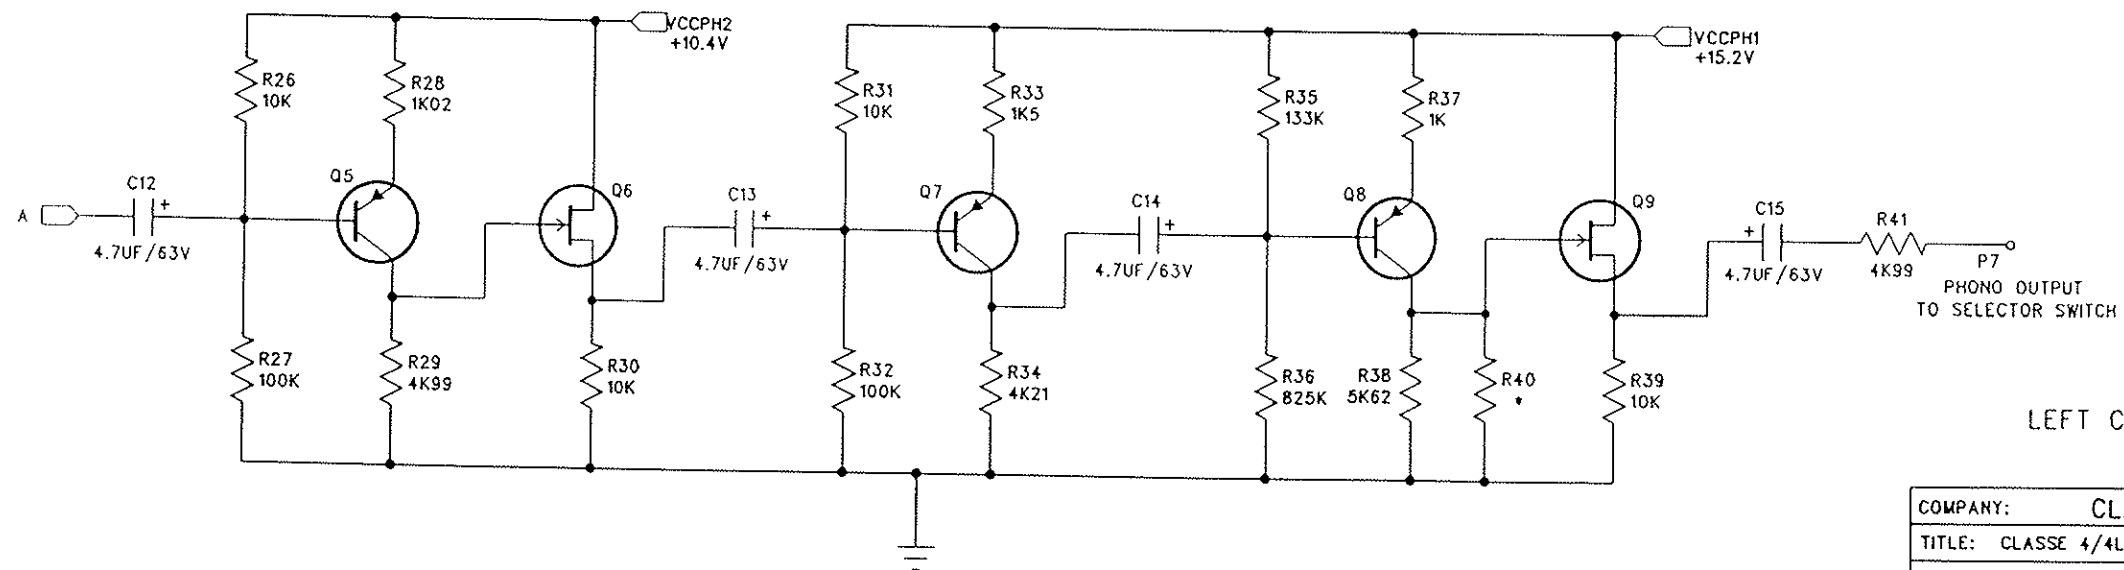 VCCPH2
+10.4V
VCCPH1
+15.2V
R26
10K
R28
1K02
R31
10K
R33
1K5
R35
133K
R37
1K
A
C12
+
4.7UF/63V
Q5
Q6
C13
+
4.7UF/63V
Q7
C14
+
4.7UF/63V
Q8
Q9
C15
+
4.7UF/63V
R41
4K99
P7
PHONO OUTPUT
TO SELECTOR SWITCH
R27
100K
R29
4K99
R30
10K
R32
100K
R34
4K21
R36
825K
R38
5K62
R40
*
R39
10K
LEFT C
COMPANY: CL
TITLE: CLASSE 4/4L